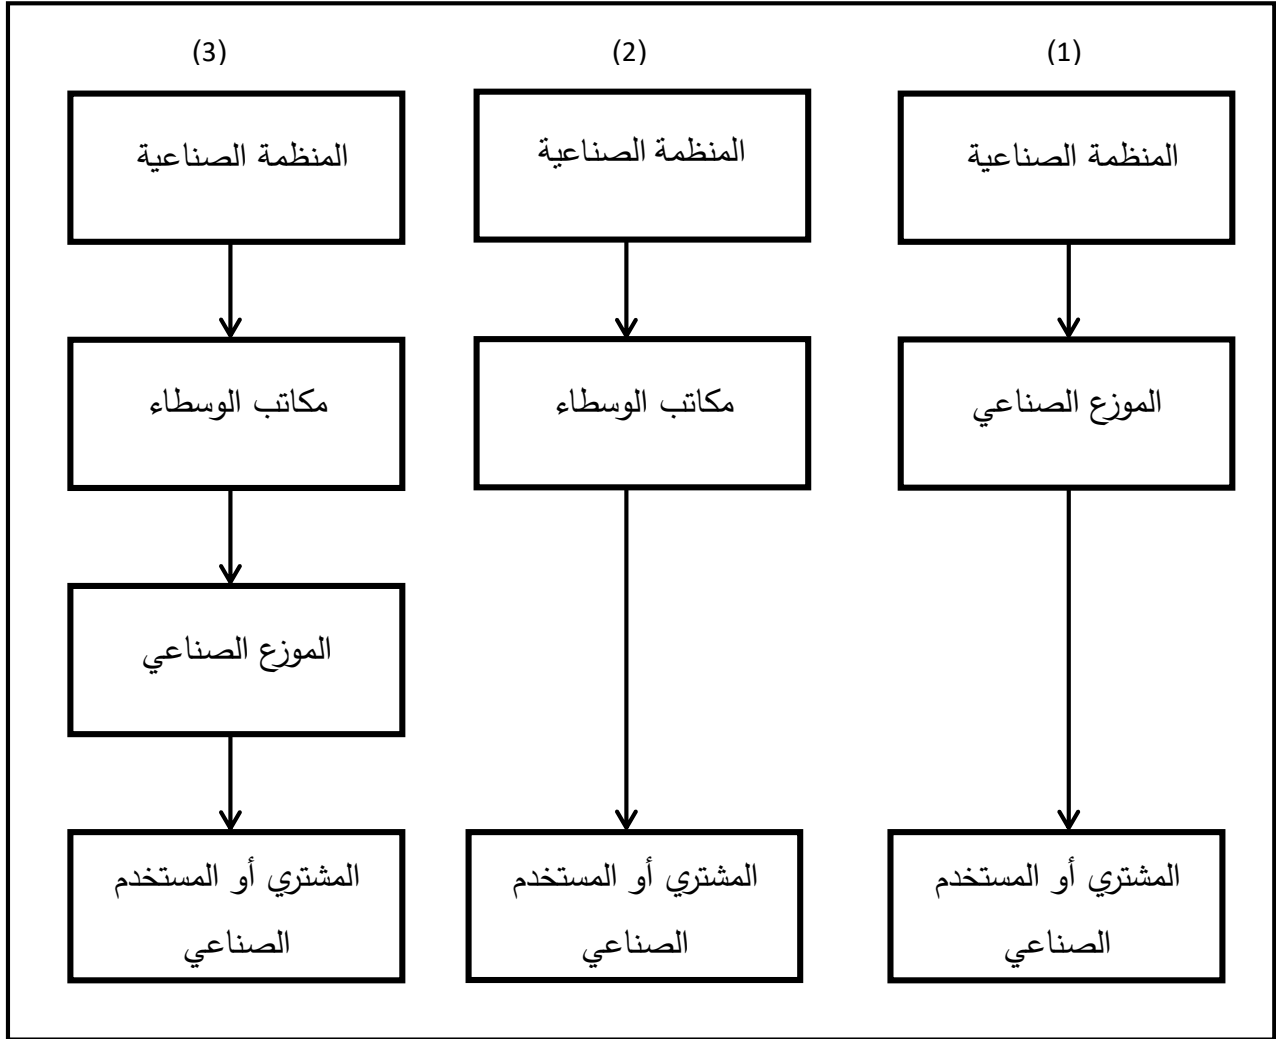 (1)
المنظمة الصناعية
الموزع الصناعي
المشتري أو المستخدم
الصناعي
(2)
المنظمة الصناعية
مكاتب الوسطاء
المشتري أو المستخدم
الصناعي
(3)
المنظمة الصناعية
مكاتب الوسطاء
الموزع الصناعي
المشتري أو المستخدم
الصناعي